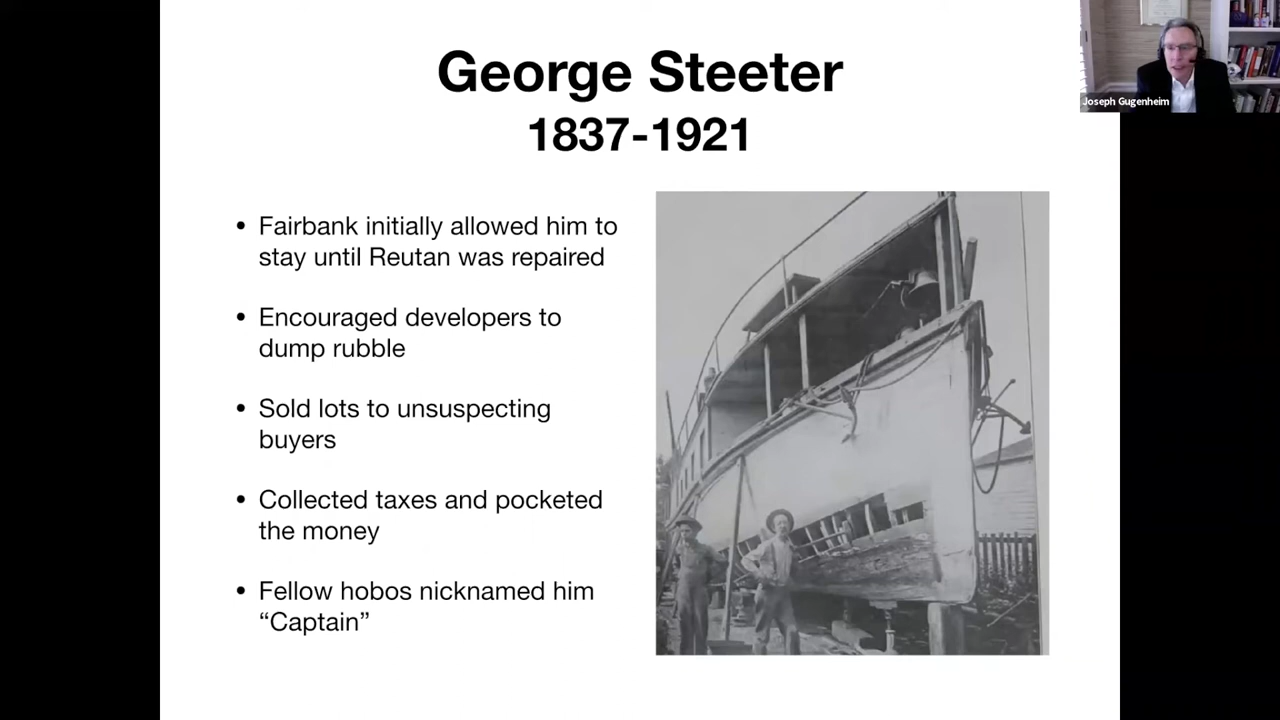 George Steeter
1837-1921
• Fairbank initially allowed him to
stay until Reutan was repaired
• Encouraged developers to
dump rubble
• Sold lots to unsuspecting
buyers
• Collected taxes and pocketed
the money
• Fellow hobos nicknamed him
“Captain”
Joseph Gugenheim